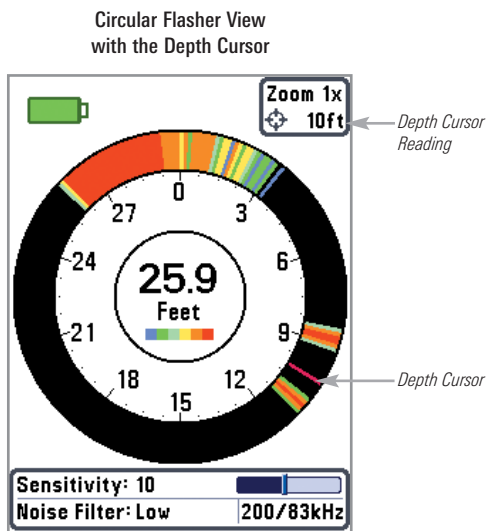 Circular Flasher View
with the Depth Cursor
Zoom 1x
10ft
Depth Cursor
Reading
0
3
6
9
12
15
18
21
24
27
25.9
Feet
Depth Cursor
Sensitivity: 10
Noise Filter: Low 200/83kHz